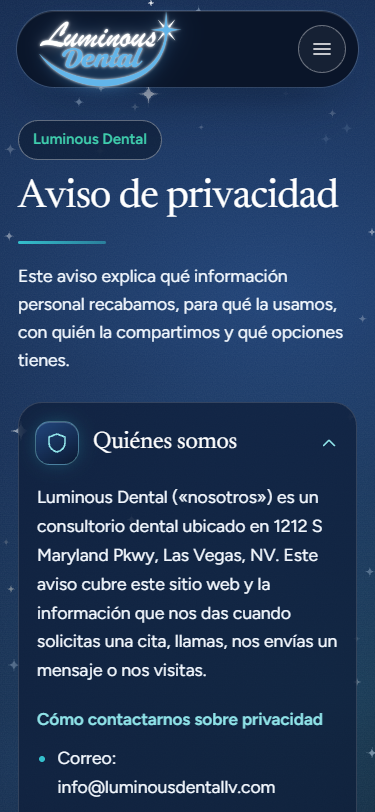 Luminous
Dental
Luminous Dental
Aviso de privacidad
Este aviso explica qué información
personal recabamos, para qué la usamos,
con quién la compartimos y qué opciones
tienes.
Quiénes somos
Luminous Dental («nosotros») es un
consultorio dental ubicado en 1212 S
Maryland Pkwy, Las Vegas, NV. Este
aviso cubre este sitio web y la
información que nos das cuando
solicitas una cita, llamas, nos envías un
mensaje o nos visitas.
Cómo contactarnos sobre privacidad
Correo:
info@luminousdentallv.com